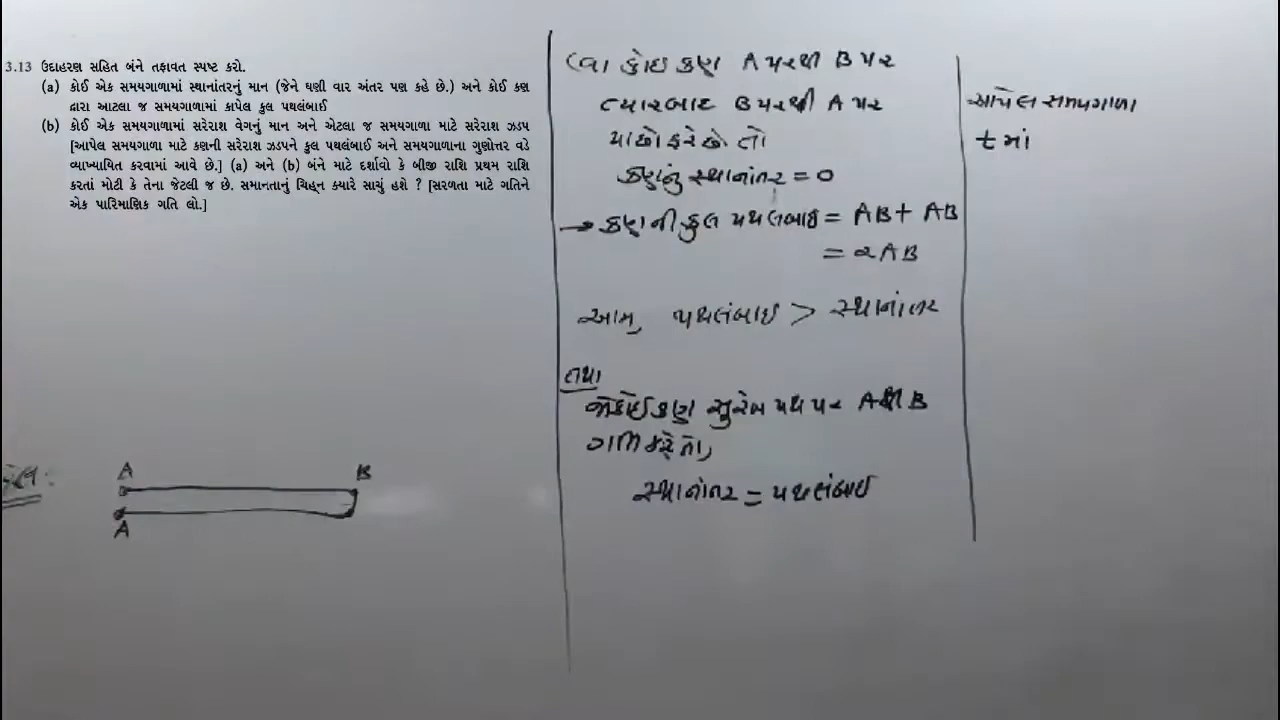 3.13 ઉદાહરણ સહિત બંને તફાવત સ્પષ્ટ કરો.
(a) કોઈ એક સમયગાળામાં સ્થાનાંતરનું માન (જેને ઘણી વાર અંતર પણ કહે છે.) અને કોઈ કણ
દ્વારા આટલા જ સમયગાળામાં કાપેલ કુલ પથલંબાઈ
(b) કોઈ એક સમયગાળામાં સરેરાશ વેગનું માન અને એટલા જ સમયગાળા માટે સરેરાશ ઝડપ
[આપેલ સમયગાળા માટે કણની સરેરાશ ઝડપને કુલ પથલંબાઈ અને સમયગાળાના ગુણોત્તર વડે
વ્યાખ્યાયિત કરવામાં આવે છે.] (a) અને (b) બંને માટે દર્શાવો કે બીજી રાશિ પ્રથમ રાશિ
કરતાં મોટી કે તેના જેટલી જ છે. સમાનતાનું ચિહ્ન ક્યારે સાચું હશે ? [સરળતા માટે ગતિને
એક પારિમાણિક ગતિ લો.]
A B
A
કોઇ કણ A પરથી B પર
ત્યારબાદ B પરથી A પર
પાછો ફરે છે. તો
કણનું સ્થાનાંતર = 0
→ કણની કુલ પથલંબાઇ = AB + AB
= 2AB
આમ, પથલંબાઇ > સ્થાનાંતર
તથા
જો કોઇ કણ સુરેખ પથ પર A થી B
ગતિ કરે તો,
સ્થાનાંતર = પથલંબાઇ
આપેલ સમયગાળા
t માં